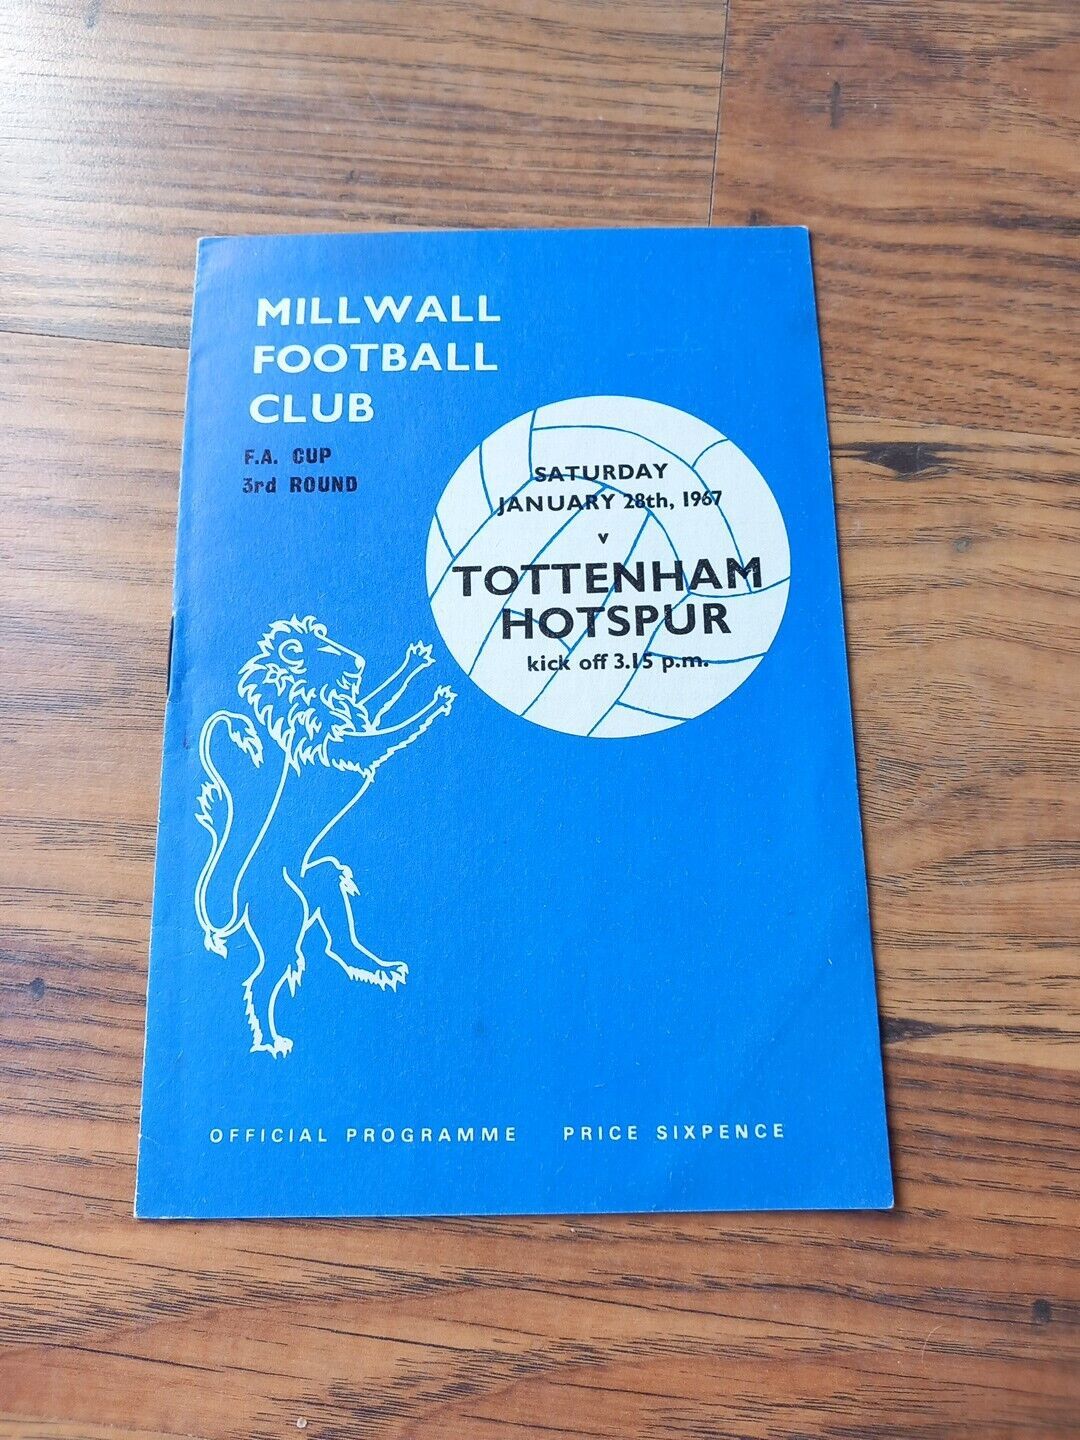 MILLWALL
FOOTBALL
CLUB
F.A. CUP
3rd ROUND
SATURDAY
JANUARY 28th, 1967
v
TOTTENHAM
HOTSPUR
kick off 3.15 p.m.
OFFICIAL PROGRAMME PRICE SIXPENCE